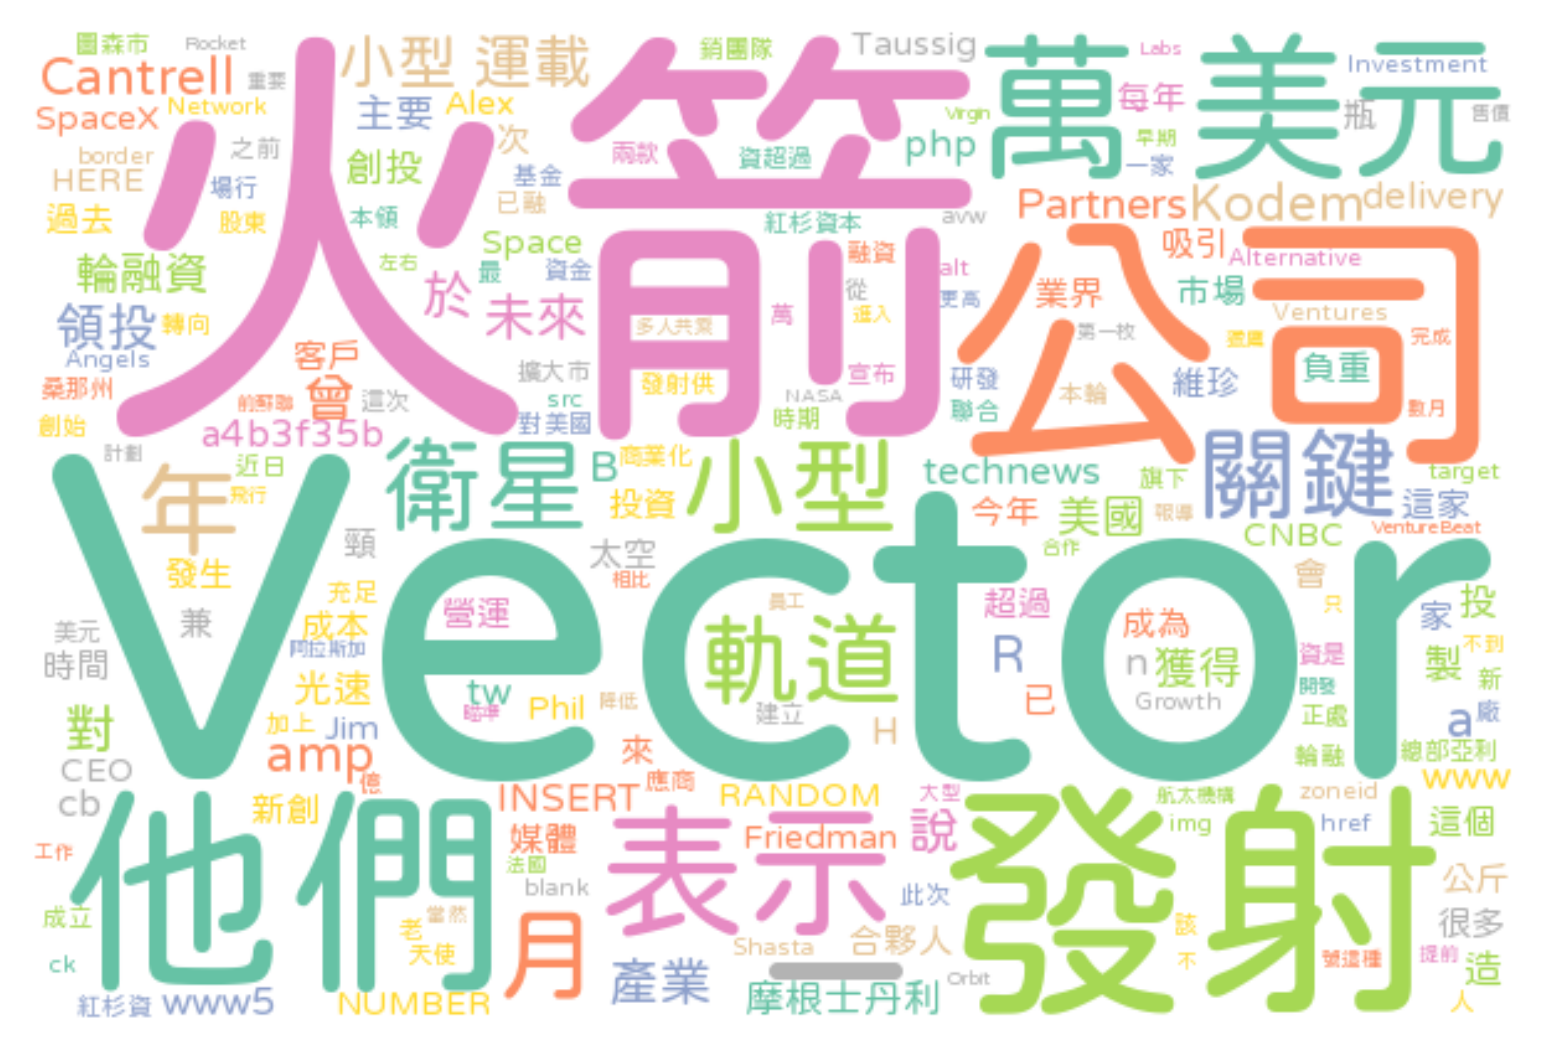 圖森市
Rocket
小型
運載
銷團隊
Taussig
萬
美元
Labs
Investment
Cantrell
重要
火箭
SpaceX
Network
主要
Alex
次
Virgin
每年
瓶
售價
border
之前
創投
兩款
資超過
php
早期
一家
HERE
場行
基金
已融
Partners
Kodem
delivery
過去
股東
本領
紅杉資本
avw
公司
吸引
輪融資
左右
Space
最
資金
融資
alt
Alternative
領投
轉向
於
未來
從
更高
業界
市場
Ventures
Angels
客戶
多人共乘
萬
進入
第一枚
完成
桑那州
前蘇聯
曾
這次
擴大市
發射供
宣布
研發
維珍
負重
創始
a4b3f35b
src
NASA
本輪
數月
對美國
時期
聯合
計劃
近日
年
飛行
衛星
B
商業化
小型
technews
旗下
關鍵
target
投資
今年
美國
報導
這家
Vector
頸
太空
合作
CNBC
VentureBeat
發生
充足
相比
員工
會
只
兼
成本
營運
超過
成為
家
投
美元
阿拉斯加
軌道
R
n
獲得
資是
不到
時間
光速
tw
Phil
降低
建立
已
Growth
開發
製
新
對
加上
Jim
瞄準
H
正處
a
廠
CEO
amp
億
來
應商
輪融
總部亞利
www
cb
新創
INSERT
RANDOM
大型
航太機構
zoneid
工作
他們
媒體
表示
Friedman
說
發射
img
href
這個
法國
blank
此次
公斤
成立
老
當然
月
Shasta
合夥人
該
很多
ck
天使
產業
一
Orbit
不
號這種
提前
造
紅杉資
www5
NUMBER
摩根士丹利
人